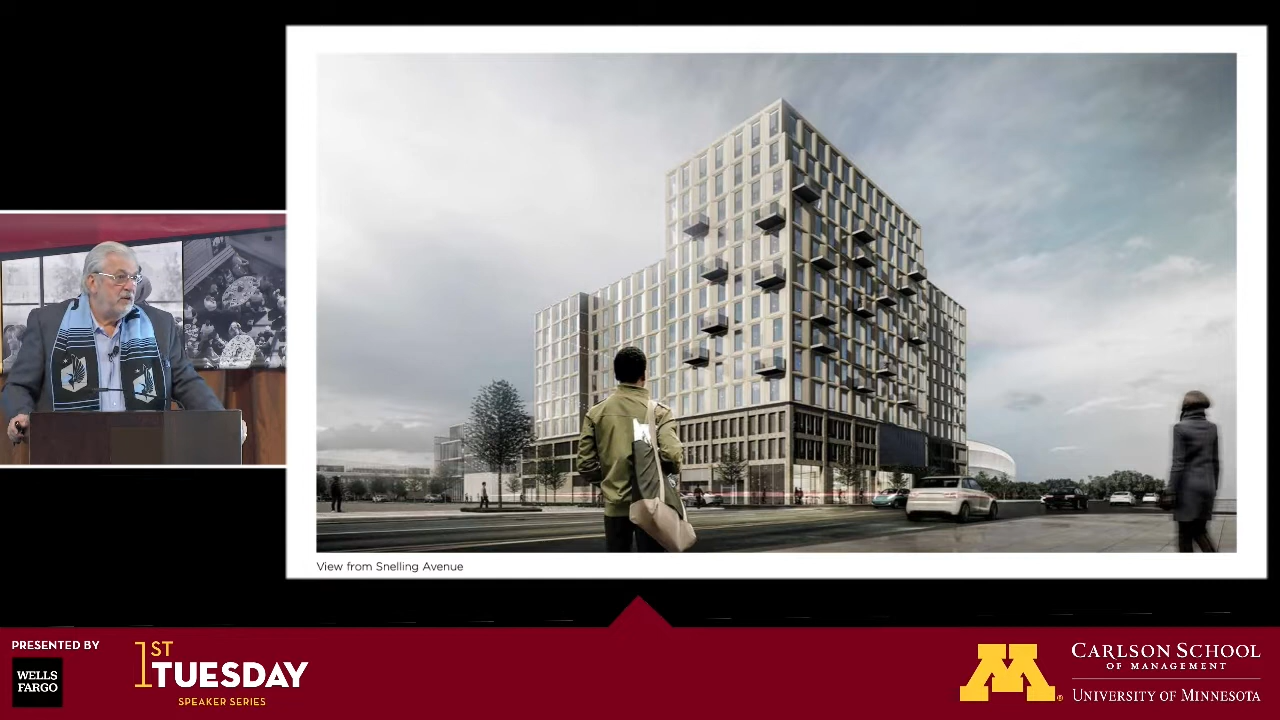 View from Snelling Avenue
PRESENTED BY
WELLS
FARGO
1ST
TUESDAY
SPEAKER SERIES
M
CARLSON SCHOOL
OF MANAGEMENT
UNIVERSITY OF MINNESOTA